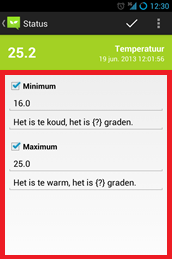 12:30
Status
25.2
Temperatuur
19 jun. 2013 12:01:56
Minimum
16.0
Het is te koud, het is {?} graden.
Maximum
25.0
Het is te warm, het is {?} graden.